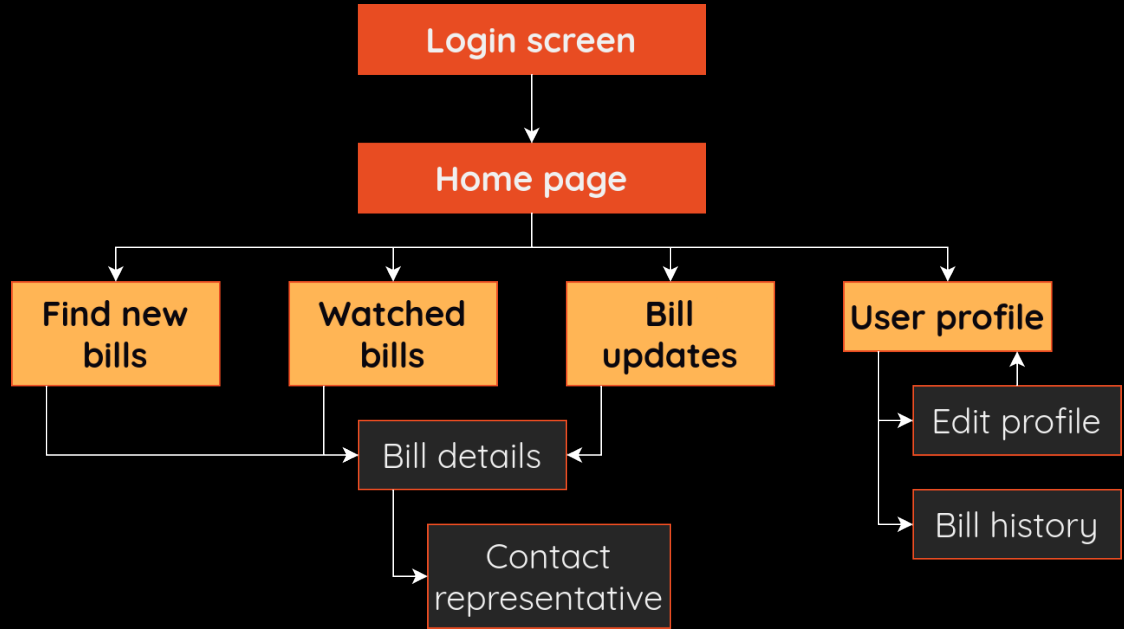 Login screen
Home page
Find new
bills
Watched
bills
Bill
updates
User profile
Edit profile
Bill details
Bill history
Contact
representative